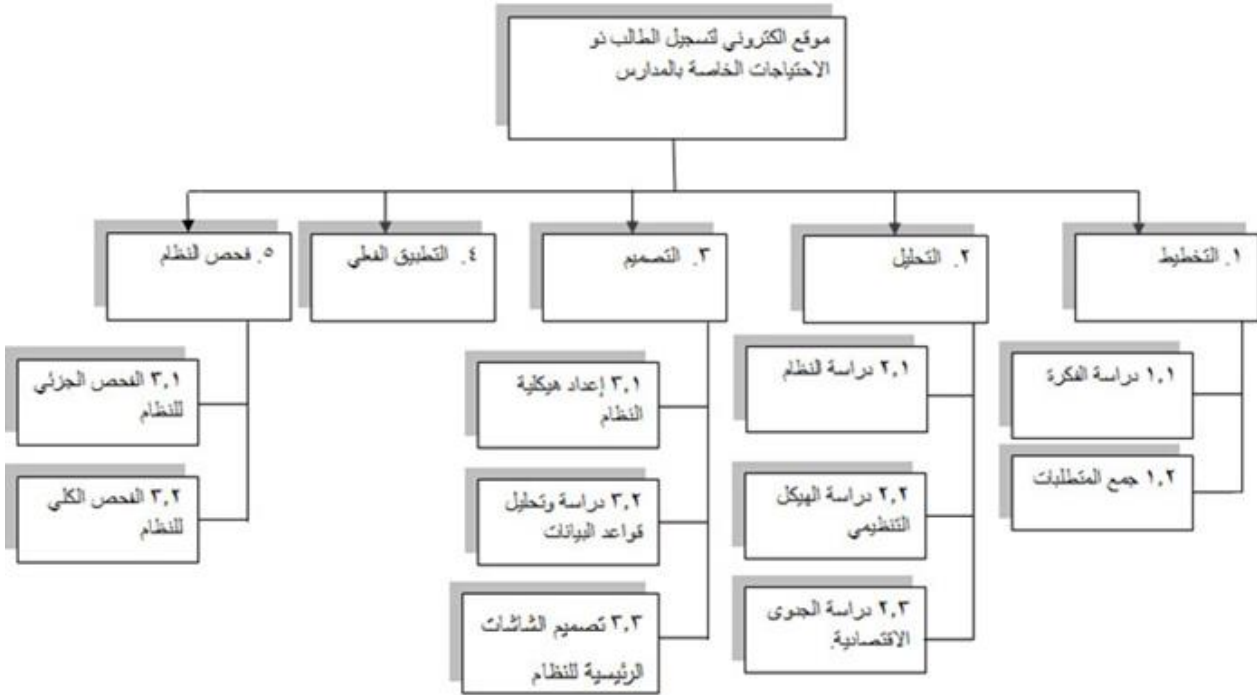 موقع الكتروني لتسجيل الطالب ذو
الاحتياجات الخاصة بالمدارس
١. التخطيط
٢. التحليل
٣. التصميم
٤. التطبيق الفعلي
٥. فحص النظام
١,١ دراسة الفكرة
١,٢ جمع المتطلبات
٢,١ دراسة النظام
٢,٢ دراسة الهيكل
التنظيمي
٢,٣ دراسة الجدوى
الاقتصادية.
٣,١ إعداد هيكلية
النظام
٣,٢ دراسة وتحليل
قواعد البيانات
٣,٣ تصميم الشاشات
الرئيسية للنظام
٣,١ الفحص الجزئي
للنظام
٣,٢ الفحص الكلي
للنظام